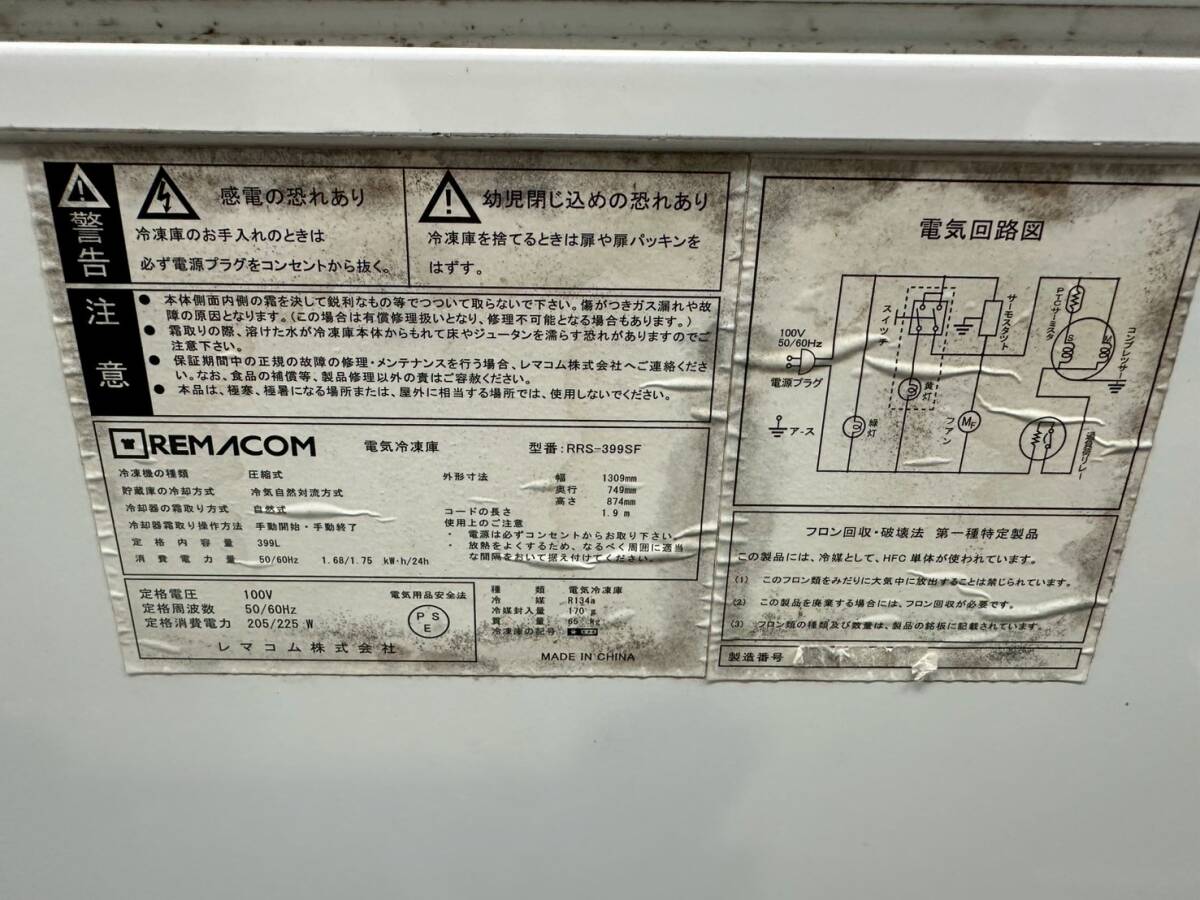 警告
感電の恐れあり
冷凍庫のお手入れのときは
必ず電源プラグをコンセントから抜く。
幼児閉じ込めの恐れあり
冷凍庫を捨てるときは扉や扉パッキンを
はずす。
注意
● 本体側面内側の霜を決して鋭利なもの等でつついて取らないで下さい。傷がつきガス漏れや故
障の原因となります。(この場合は有償修理扱いとなり、修理不可能となる場合もあります。)
● 霜取りの際、溶けた水が冷凍庫本体からもれて床やジュータンを濡らす恐れがありますのでご
注意下さい。
● 保証期間中の正規の故障の修理・メンテナンスを行う場合、レマコム株式会社へご連絡くださ
い。なお、食品の補償等、製品修理以外の責はご容赦ください。
● 本品は、極寒、極暑になる場所または、屋外に相当する場所では、使用しないでください。
REMACOM 電気冷凍庫 型番:RRS-399SF
冷凍機の種類 圧縮式
貯蔵庫の冷却方式 冷気自然対流方式
冷却器の霜取り方式 自然式
冷却器霜取り操作方法 手動開始・手動終了
定格内容量 399L
消費電力量 50/60Hz 1.68/1.75 kW·h/24h
外形寸法 幅 1309mm
奥行 749mm
高さ 874mm
コードの長さ 1.9 m
使用上のご注意
・ 電源は必ずコンセントからお取り下さい。
・ 放熱をよくするため、なるべく周囲に適当
な間隔をおいて据え付けてください。
定格電圧 100V
定格周波数 50/60Hz
定格消費電力 205/225 W
レマコム株式会社
電気用品安全法
PSE
種類 電気冷凍庫
冷媒 R134a
冷媒封入量 170 g
質量 65 kg
冷凍庫の記号
MADE IN CHINA
電気回路図
100V
50/60Hz
電源プラグ
ア-ス
緑灯
スイッチ
黄灯
サーモスタット
ファン
MF
PTCサーミスタ
コンプレッサー
過負荷リレー
フロン回収・破壊法 第一種特定製品
この製品には、冷媒として、HFC 単体が使われています。
(1) このフロン類をみだりに大気中に放出することは禁じられています。
(2) この製品を廃棄する場合には、フロン回収が必要です。
(3) フロン類の種類及び数量は、製品の銘板に記載されています。
製造番号